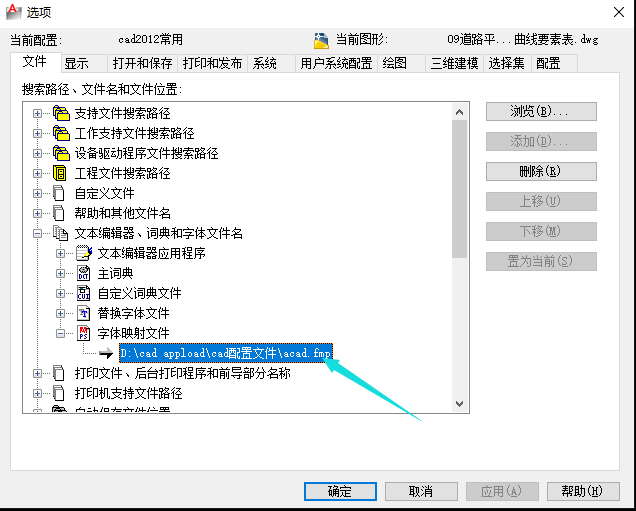 选项
当前配置: cad2012常用 当前图形: 09道路平...曲线要素表.dwg
文件 显示 打开和保存 打印和发布 系统 用户系统配置 绘图 三维建模 选择集 配置
搜索路径、文件名和文件位置:
支持文件搜索路径
工作支持文件搜索路径
设备驱动程序文件搜索路径
工程文件搜索路径
自定义文件
帮助和其他文件名
文本编辑器、词典和字体文件名
文本编辑器应用程序
主词典
自定义词典文件
替换字体文件
字体映射文件
D:\cad appload\cad配置文件\acad.fmp
打印文件、后台打印程序和前导部分名称
打印机支持文件路径
自动保存文件位置
浏览(B)...
添加(D)...
删除(R)
上移(U)
下移(M)
置为当前(S)
确定 取消 应用(A) 帮助(H)